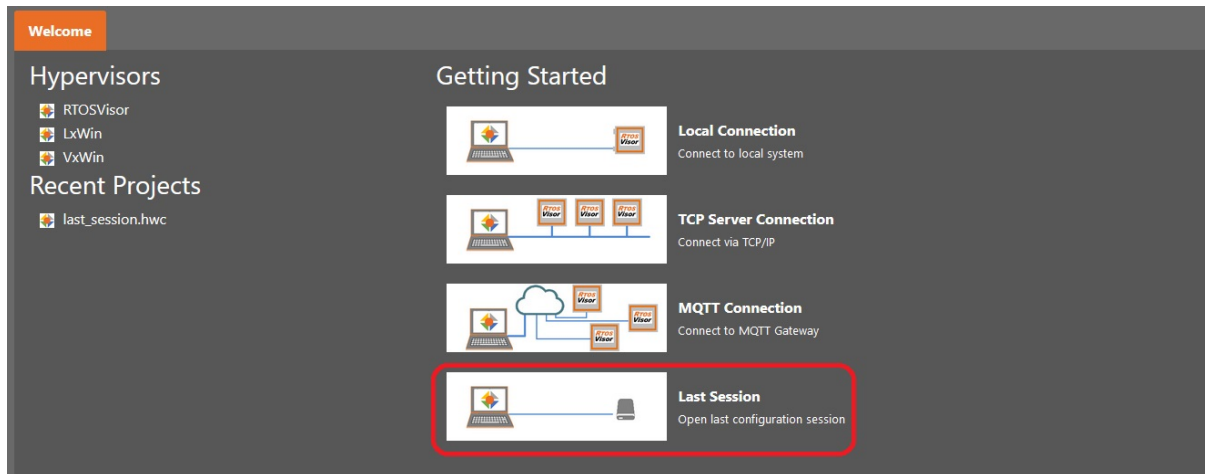 Welcome
Hypervisors
RTOSVisor
LxWin
VxWin
Recent Projects
last_session.hwc
Getting Started
RTOS
Visor
Local Connection
Connect to local system
RTOS
Visor
RTOS
Visor
RTOS
Visor
TCP Server Connection
Connect via TCP/IP
RTOS
Visor
RTOS
Visor
RTOS
Visor
MQTT Connection
Connect to MQTT Gateway
Last Session
Open last configuration session